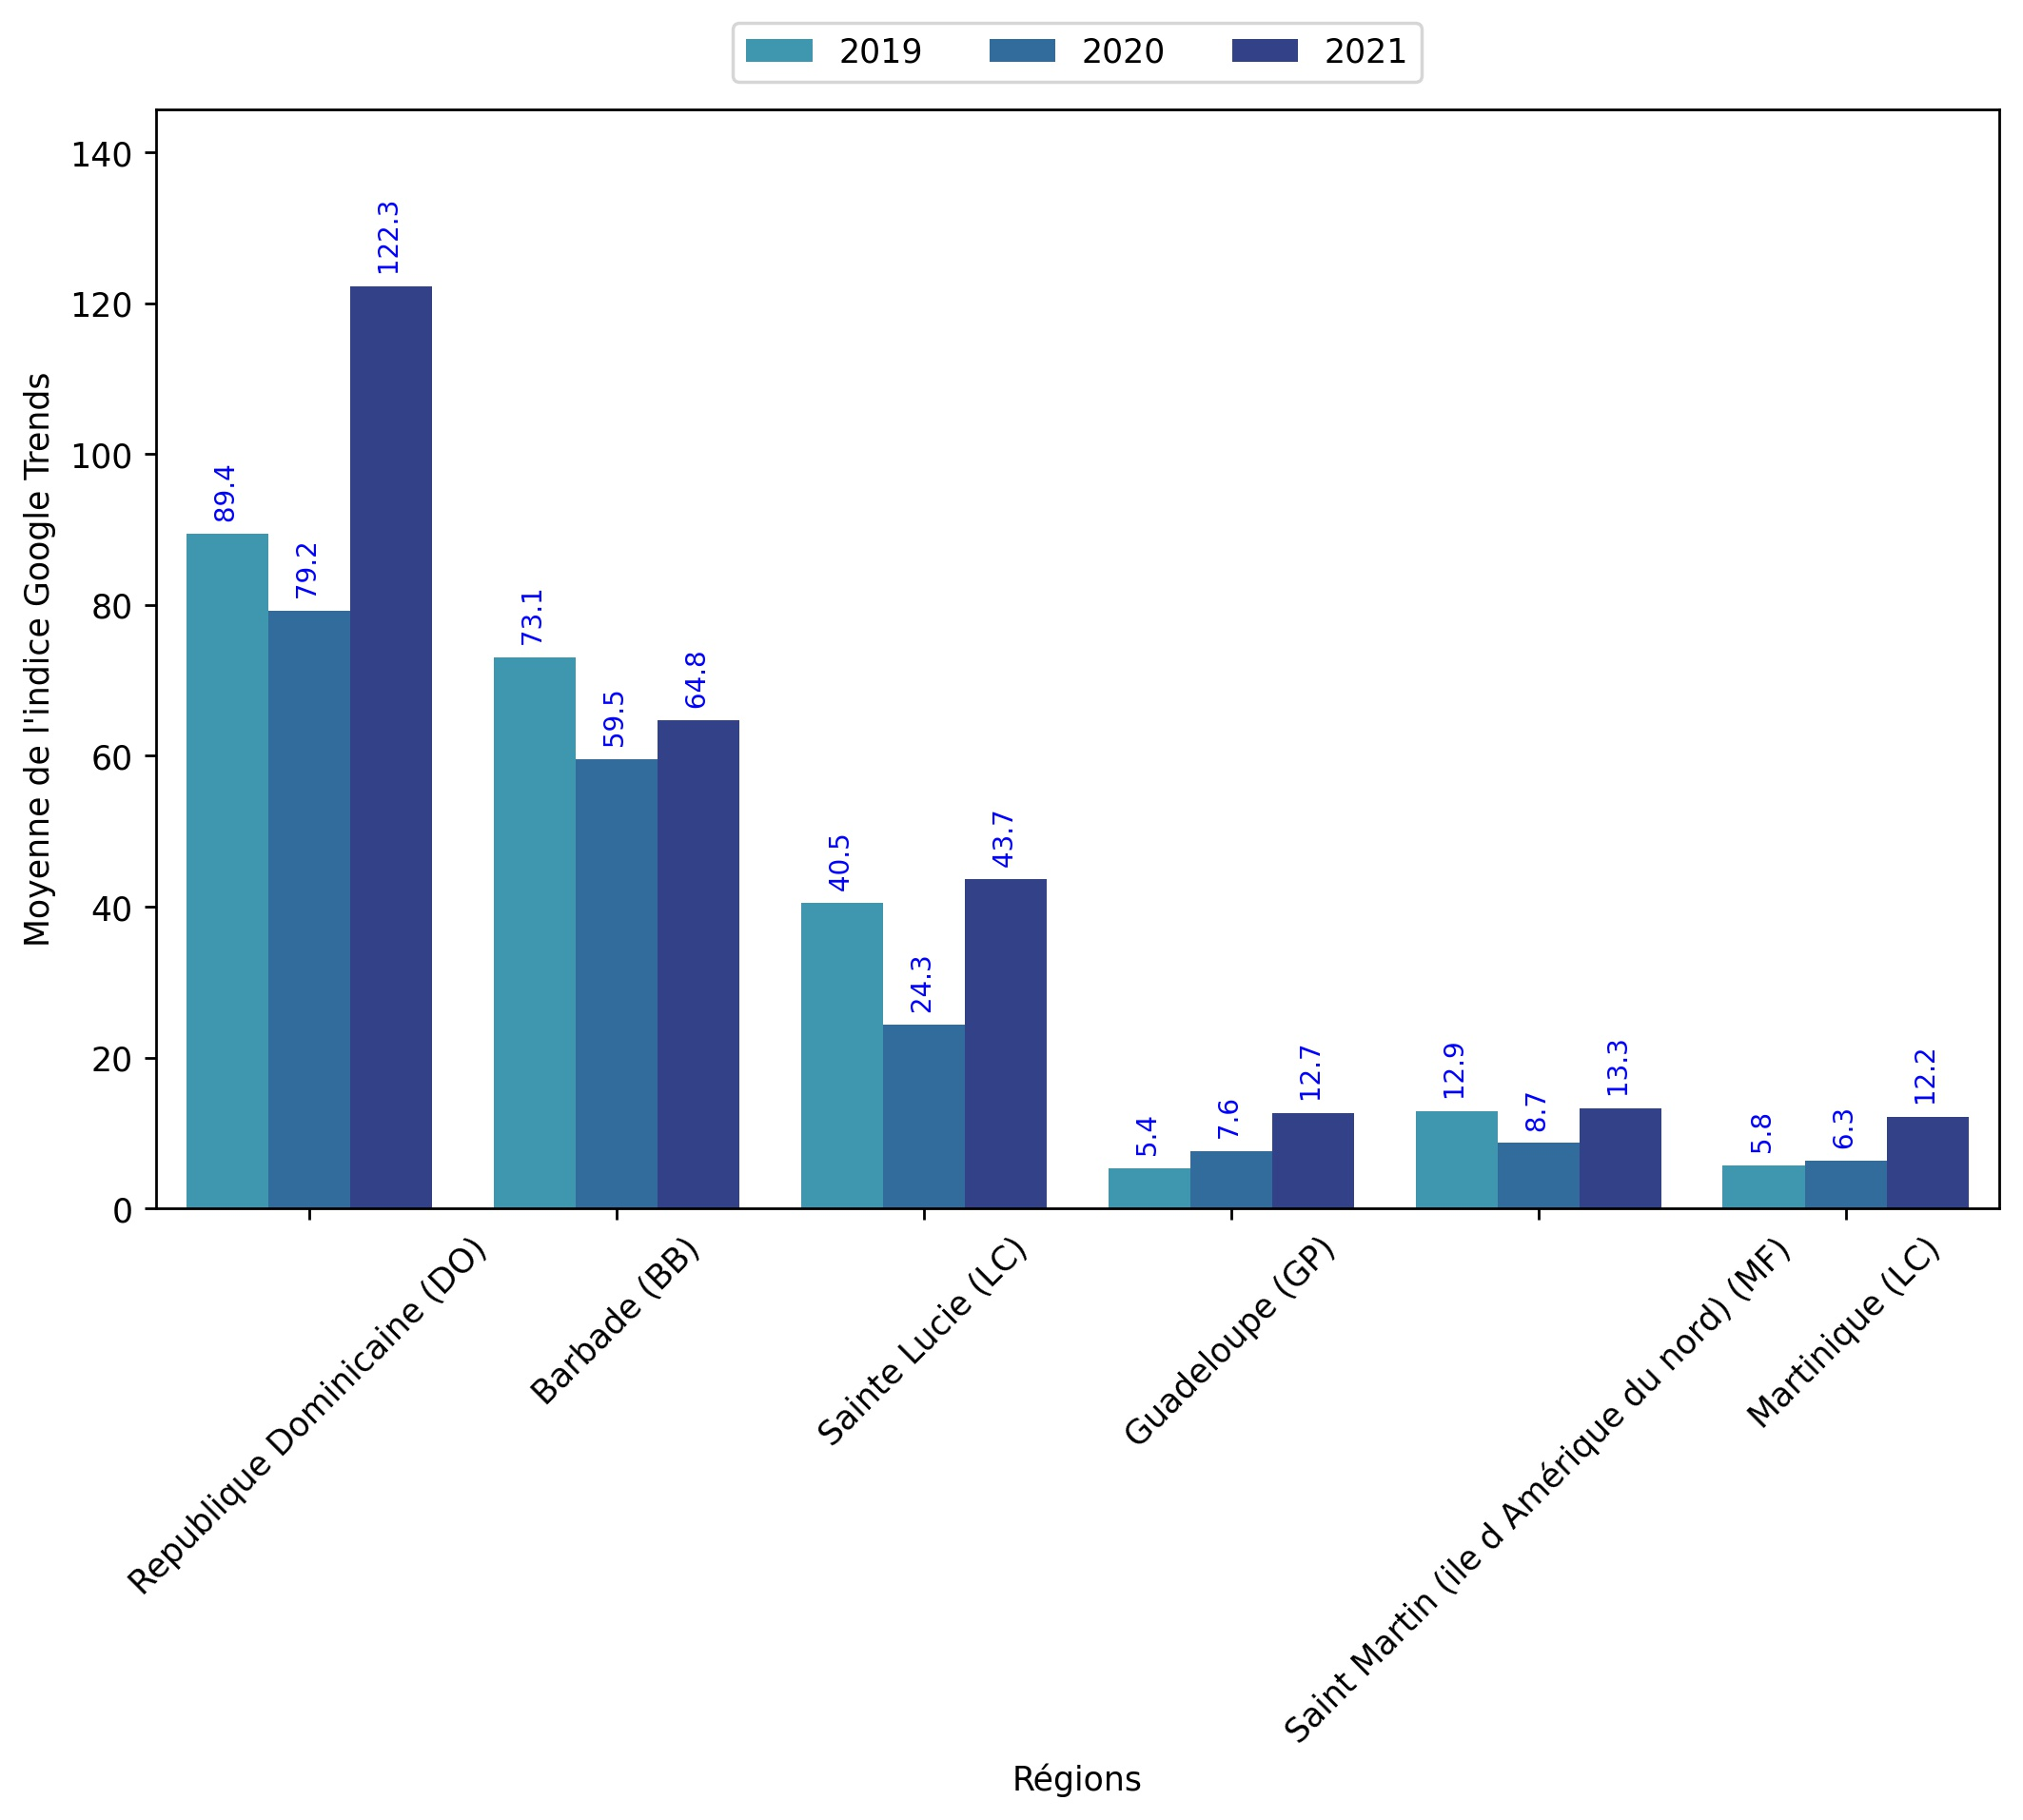 2019 2020 2021
Moyenne de l'indice Google Trends
140
120
100
80
60
40
20
0
89.4 79.2 122.3
73.1 59.5 64.8
40.5 24.3 43.7
5.4 7.6 12.7
12.9 8.7 13.3
5.8 6.3 12.2
Republique Dominicaine (DO)
Barbade (BB)
Sainte Lucie (LC)
Guadeloupe (GP)
Saint Martin (ile d Amérique du nord) (MF)
Martinique (LC)
Régions